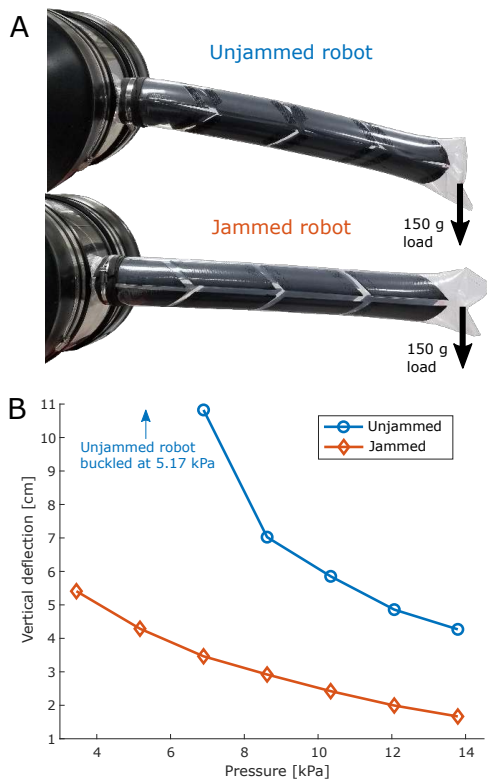 A
Unjammed robot
150 g
load
Jammed robot
150 g
load
B
11
10
9
8
7
6
5
4
3
2
1
Vertical deflection [cm]
Unjammed robot
buckled at 5.17 kPa
Unjammed
Jammed
4
6
8
10
12
14
Pressure [kPa]